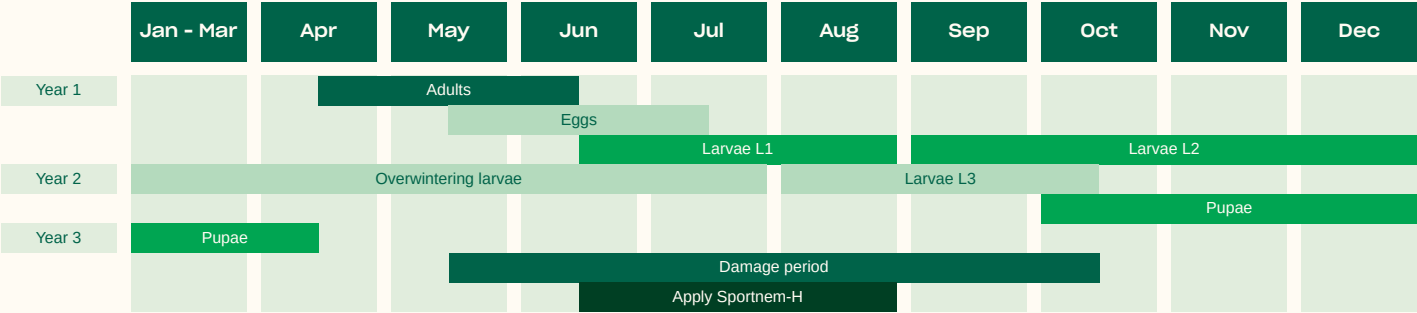 Jan - Mar Apr May Jun Jul Aug Sep Oct Nov Dec
Year 1 Adults
Eggs
Larvae L1 Larvae L2
Year 2 Overwintering larvae Larvae L3
Pupae
Year 3 Pupae
Damage period
Apply Sportnem-H